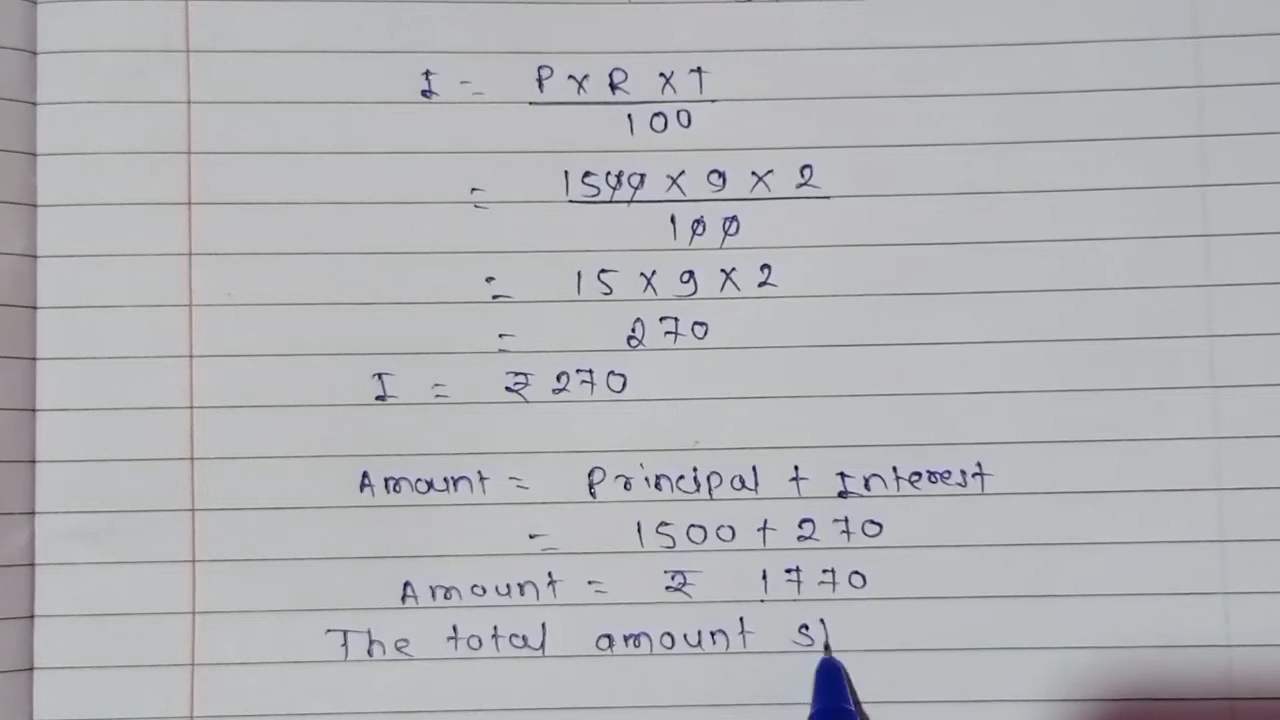 I = P × R × T
100
= 1500 × 9 × 2
100
= 15 × 9 × 2
= 270
I = ₹ 270
Amount = Principal + Interest
= 1500 + 270
Amount = ₹ 1770
The total amount